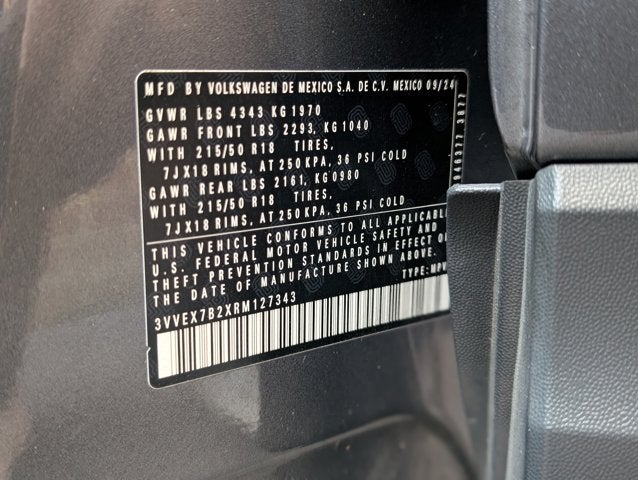 MFD BY VOLKSWAGEN DE MEXICO S.A. DE C.V. MEXICO 09/24
GVWR LBS 4343 KG 1970
GAWR FRONT LBS 2293, KG 1040
WITH 215/50 R18 TIRES,
7JX18 RIMS, AT 250 KPA, 36 PSI COLD
GAWR REAR LBS 2161, KG 0980
WITH 215/50 R18 TIRES,
7JX18 RIMS, AT 250 KPA, 36 PSI COLD
THIS VEHICLE CONFORMS TO ALL APPLICABL
U.S. FEDERAL MOTOR VEHICLE SAFETY AND
THEFT PREVENTION STANDARDS IN EFFECT O
THE DATE OF MANUFACTURE SHOWN ABOVE.
TYPE: MPV
3VVEX7B2XRM127343